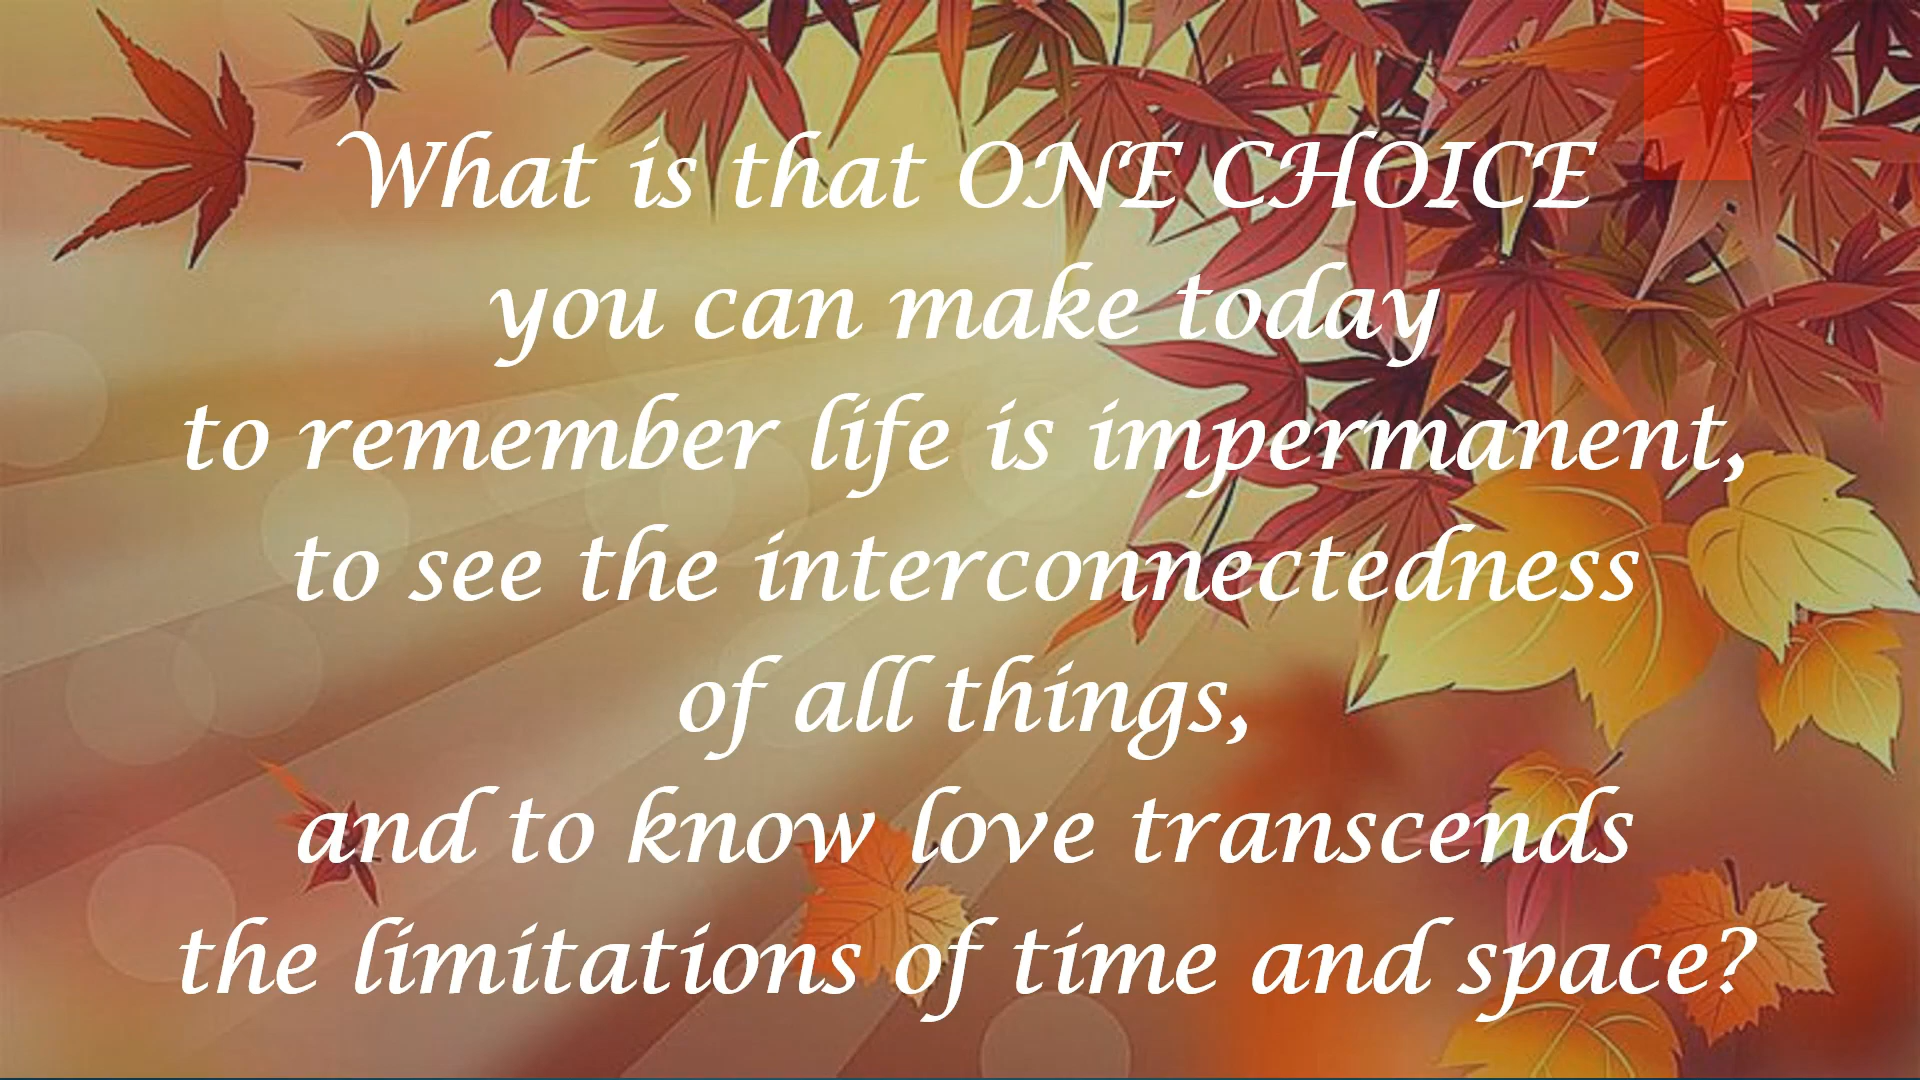 What is that ONE CHOICE
you can make today
to remember life is impermanent,
to see the interconnectedness
of all things,
and to know love transcends
the limitations of time and space?